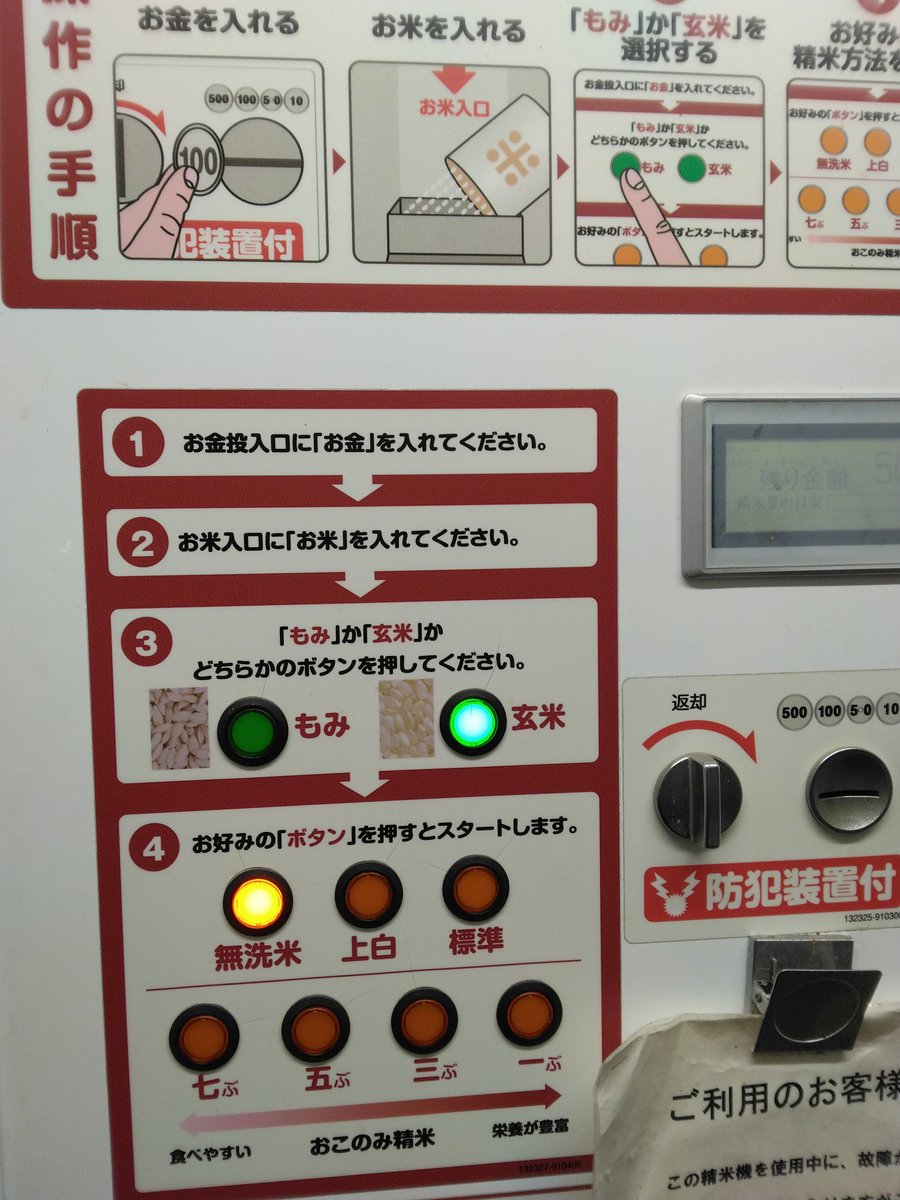 作の手順
お金を入れる
500 100 50 10
100
犯装置付
お米を入れる
お米入口
「もみ」か「玄米」を
選択する
お金投入口に「お金」を入れてください。
「もみ」か「玄米」か
どちらかのボタンを押してください。
もみ 玄米
お好み
精米方法を
お好みの「ボタン」を押すと
無洗米 上白
七ぶ 五ぶ
おこのみ精米
1 お金投入口に「お金」を入れてください。
2 お米入口に「お米」を入れてください。
3 「もみ」か「玄米」か
どちらかのボタンを押してください。
もみ 玄米
4 お好みの「ボタン」を押すとスタートします。
無洗米 上白 標準
七ぶ 五ぶ 三ぶ 一ぶ
食べやすい おこのみ精米 栄養が豊富
132327-910400
残り金額
返却
500 100 50 10
防犯装置付
ご利用のお客様
この精米機を使用中に、故障が